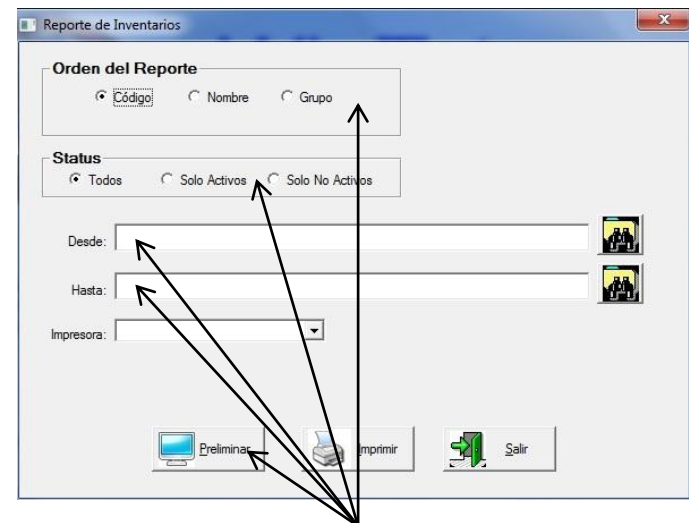 Reporte de Inventarios
Orden del Reporte
Código Nombre Grupo
Status
Todos Solo Activos Solo No Activos
Desde:
Hasta:
Impresora:
Preliminar Imprimir Salir